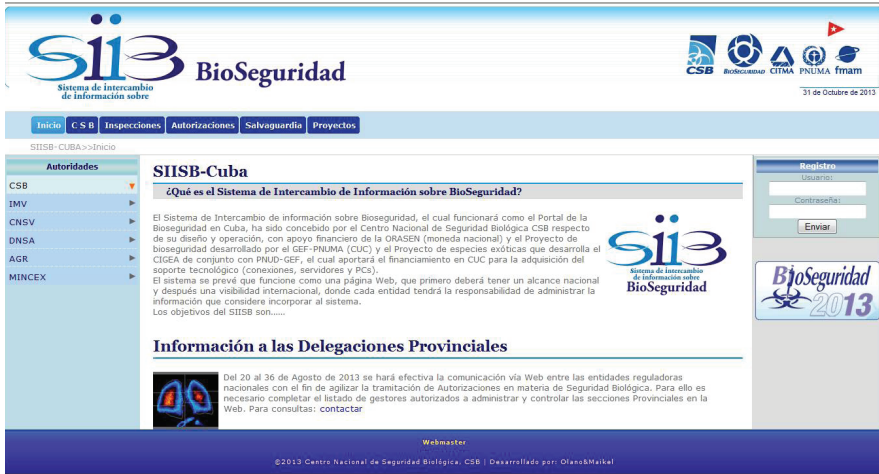 Sistema de intercambio
de información sobre
BioSeguridad
CSB
BIOSEGURIDAD
CITMA
PNUMA
fmam
31 de Octubre de 2013
Inicio
C S B
Inspecciones
Autorizaciones
Salvaguardia
Proyectos
SIISB-CUBA>>Inicio
Autoridades
CSB
IMV
CNSV
DNSA
AGR
MINCEX
SIISB-Cuba
¿Qué es el Sistema de Intercambio de Información sobre BioSeguridad?
El Sistema de Intercambio de información sobre Bioseguridad, el cual funcionará como el Portal de la
Bioseguridad en Cuba, ha sido concebido por el Centro Nacional de Seguridad Biológica CSB respecto
de su diseño y operación, con apoyo financiero de la ORASEN (moneda nacional) y el Proyecto de
bioseguridad desarrollado por el GEF-PNUMA (CUC) y el Proyecto de especies exóticas que desarrolla el
CIGEA de conjunto con PNUD-GEF, el cual aportará el financiamiento en CUC para la adquisición del
soporte tecnológico (conexiones, servidores y PCs).
El sistema se prevé que funcione como una página Web, que primero deberá tener un alcance nacional
y después una visibilidad internacional, donde cada entidad tendrá la responsabilidad de administrar la
información que considere incorporar al sistema.
Los objetivos del SIISB son......
Sistema de intercambio
de información sobre
BioSeguridad
Información a las Delegaciones Provinciales
Del 20 al 36 de Agosto de 2013 se hará efectiva la comunicación vía Web entre las entidades reguladoras
nacionales con el fin de agilizar la tramitación de Autorizaciones en materia de Seguridad Biológica. Para ello es
necesario completar el listado de gestores autorizados a administrar y controlar las secciones Provinciales en la
Web. Para consultas: contactar
Registro
Usuario:
Contraseña:
Enviar
BioSeguridad
2013
Webmaster
©2013 Centro Nacional de Seguridad Biológica, CSB | Desarrollado por: Olano&Maikel